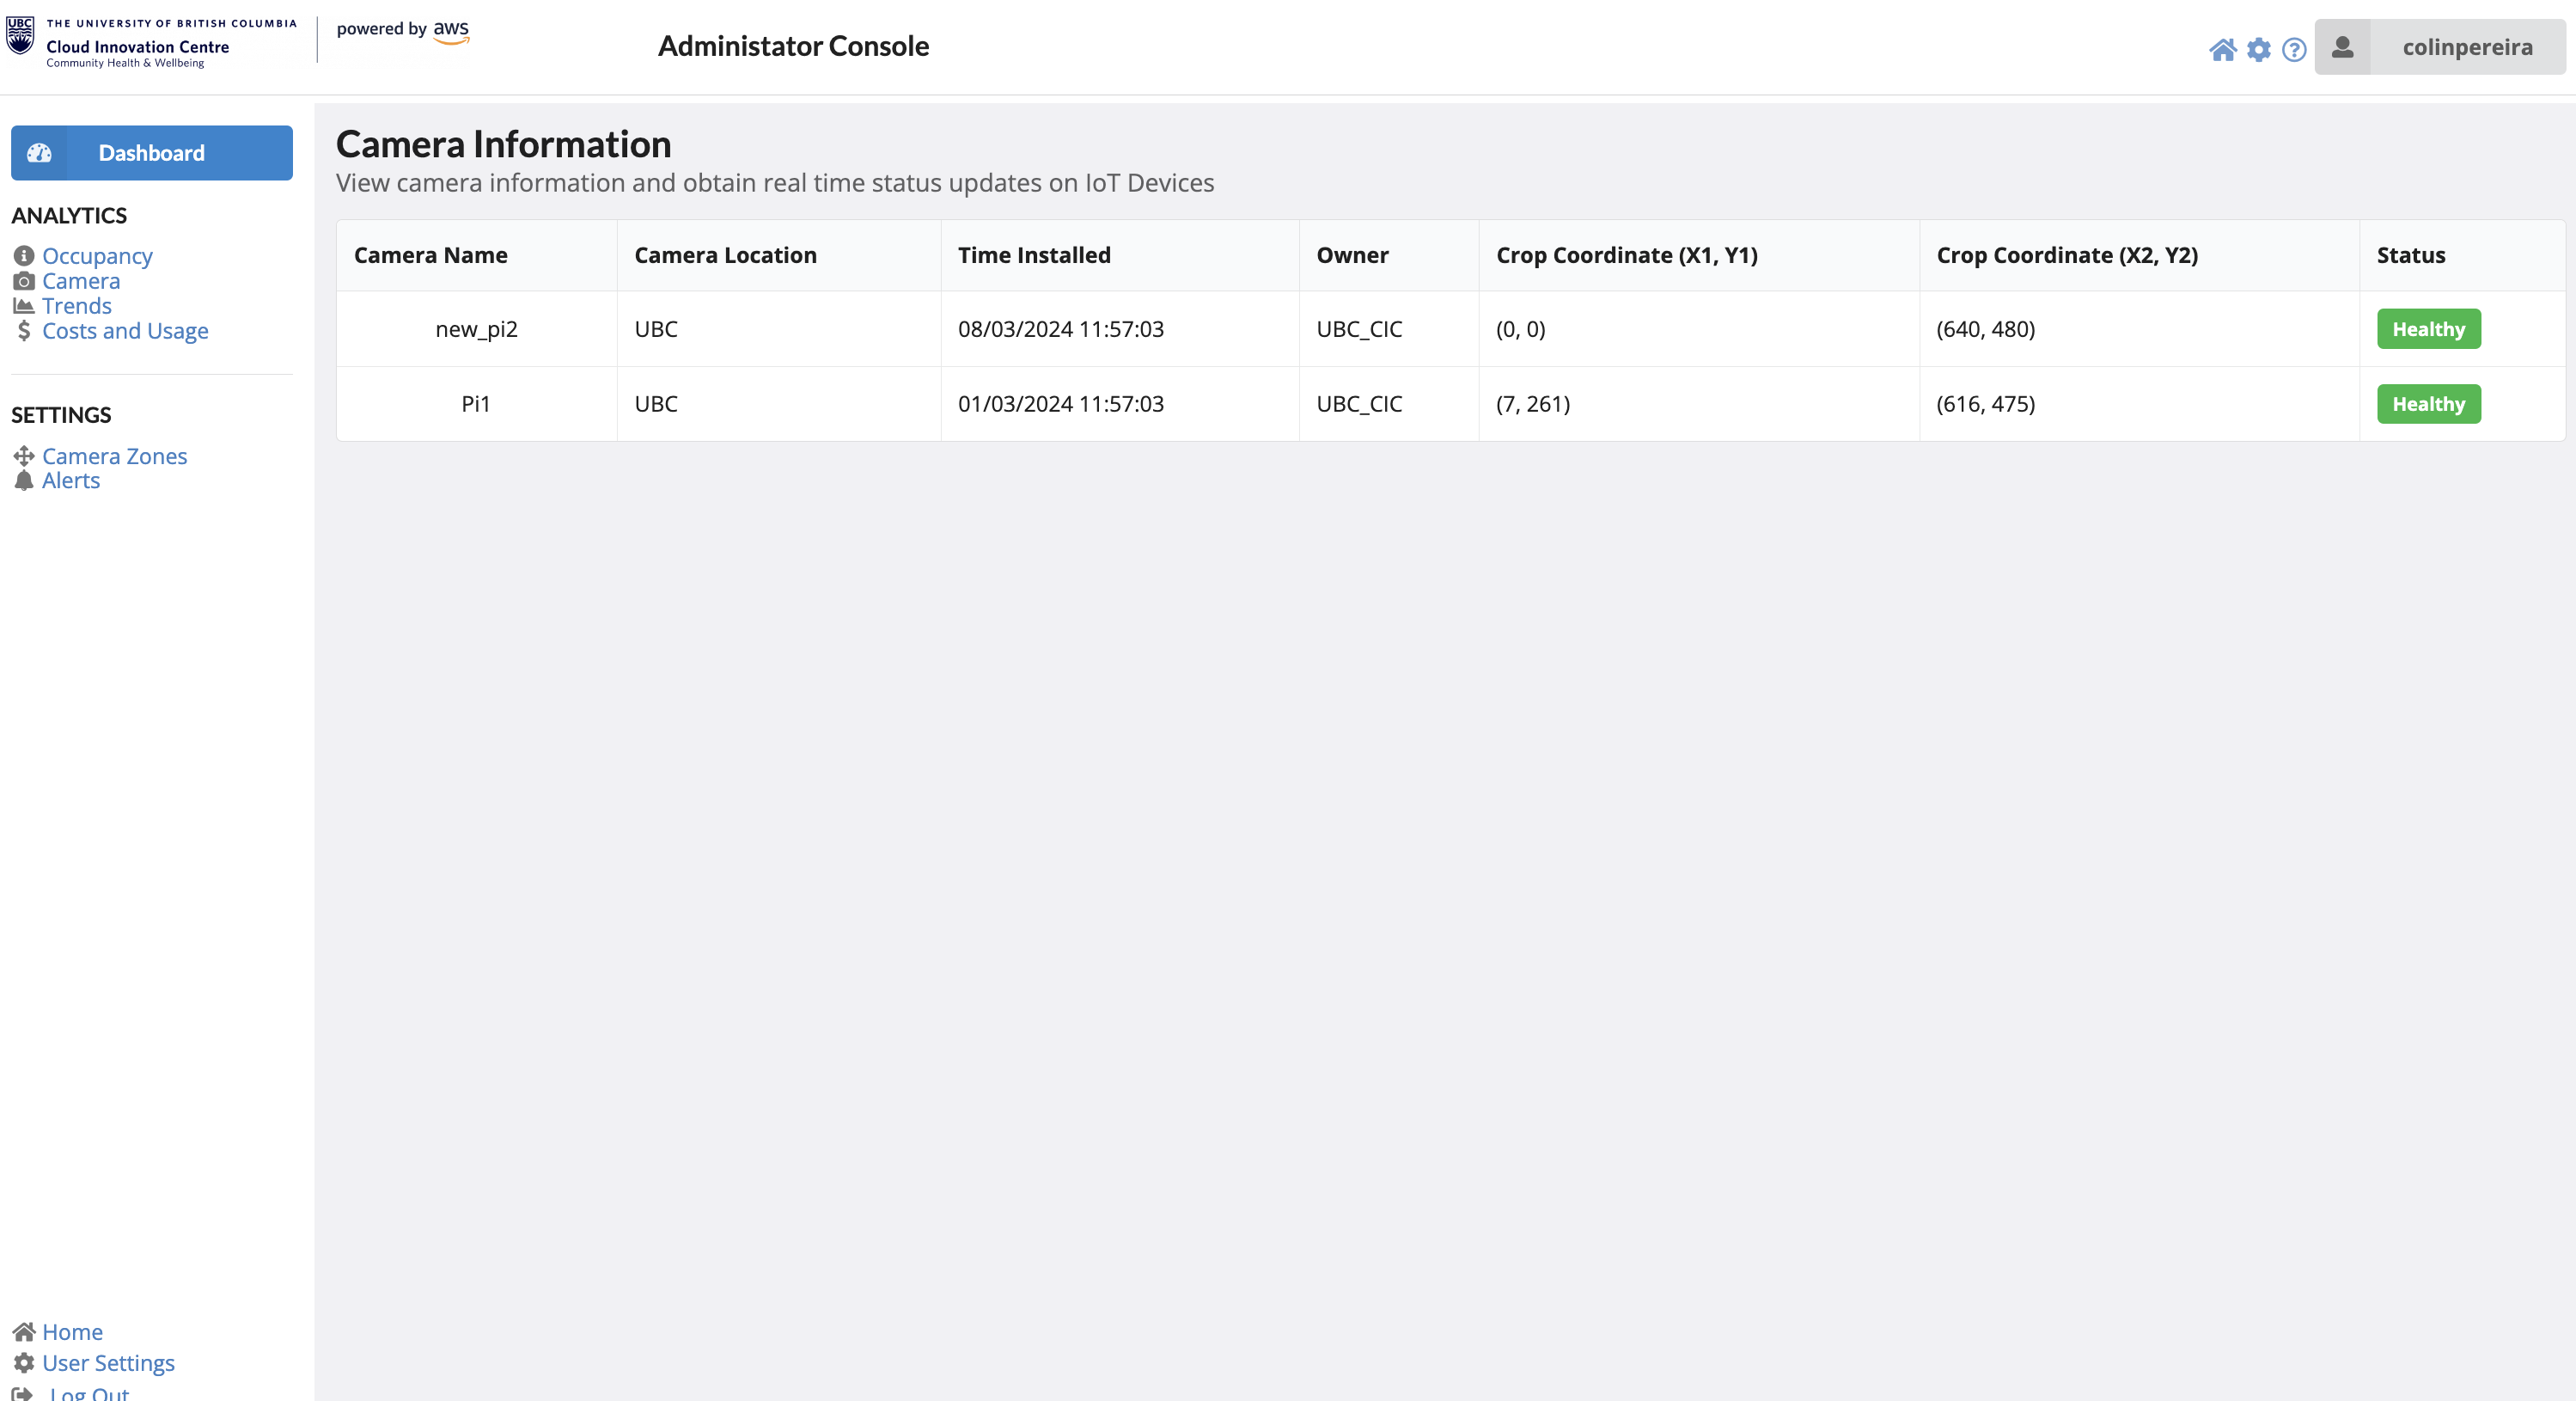 UBC
THE UNIVERSITY OF BRITISH COLUMBIA
Cloud Innovation Centre
Community Health & Wellbeing
powered by aws
Administator Console
colinpereira
Dashboard
ANALYTICS
Occupancy
Camera
Trends
Costs and Usage
SETTINGS
Camera Zones
Alerts
Home
User Settings
Log Out
Camera Information
View camera information and obtain real time status updates on IoT Devices
Camera Name Camera Location Time Installed Owner Crop Coordinate (X1, Y1) Crop Coordinate (X2, Y2) Status
new_pi2 UBC 08/03/2024 11:57:03 UBC_CIC (0, 0) (640, 480) Healthy
Pi1 UBC 01/03/2024 11:57:03 UBC_CIC (7, 261) (616, 475) Healthy